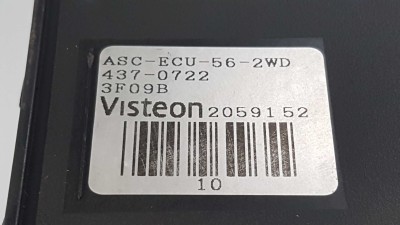 ASC-ECU-56-2WD
437-0722
3F09B
Visteon 2059152
10